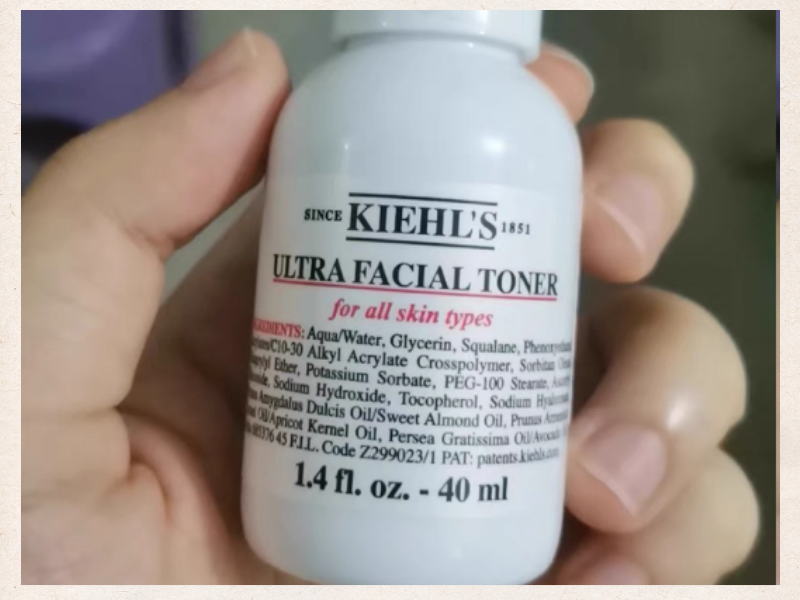 SINCE KIEHL'S 1851
ULTRA FACIAL TONER
for all skin types
INGREDIENTS: Aqua/Water, Glycerin, Squalane,
C10-30 Alkyl Acrylate Crosspolymer, Sorbitan
Ether, Potassium Sorbate, PEG-100 Stearate,
Sodium Hydroxide, Tocopherol, Sodium
Amygdalus Dulcis Oil/Sweet Almond Oil, Prunus
Oil/Apricot Kernel Oil, Persea Gratissima Oil/Avocado
45 F.I.L. Code Z299023/1 PAT: patents.kiehls.com
1.4 fl. oz. - 40 ml